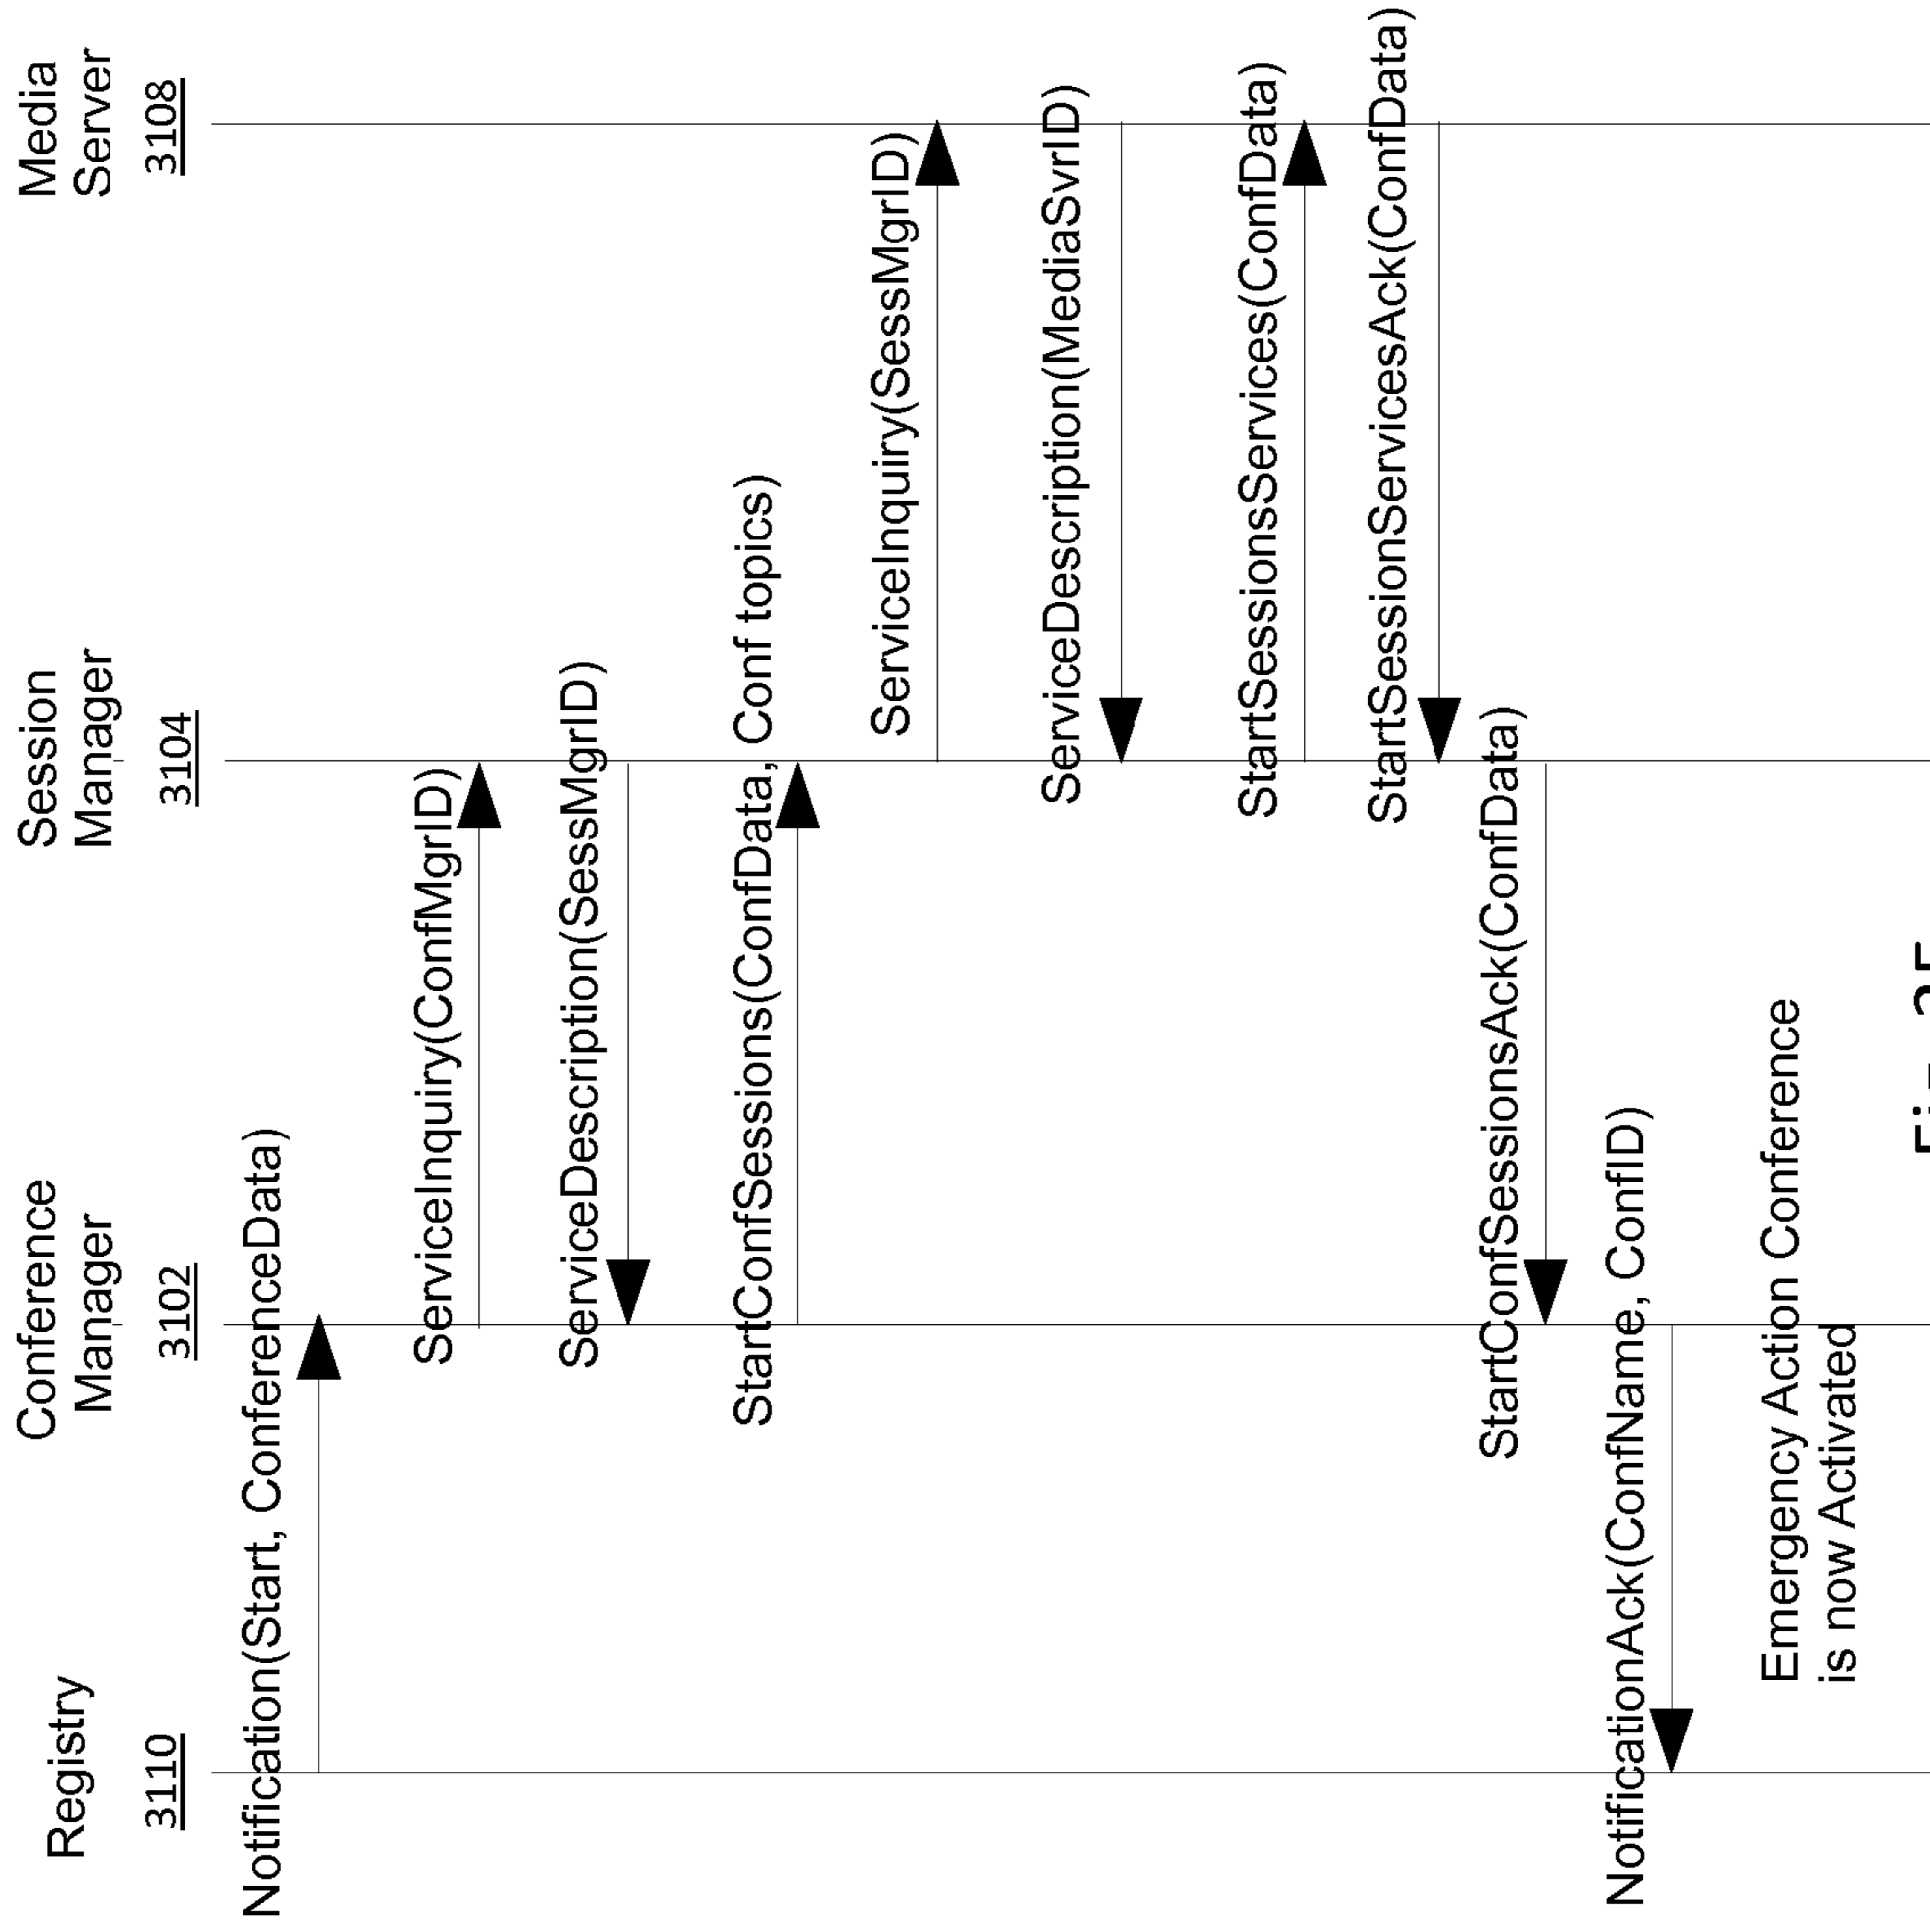 Registry
3110
Conference
Manager
3102
Session
Manager
3104
Media
Server
3108
Notification(Start, ConferenceData)
ServiceInquiry(ConfMgrID)
ServiceDescription(SessMgrID)
StartConfSessions(ConfData, Conf topics)
ServiceInquiry(SessMgrID)
ServiceDescription(MediaSvrID)
StartSessionsServices(ConfData)
StartSessionServicesAck(ConfData)
StartConfSessionsAck(ConfData)
NotificationAck(ConfName, ConfID)
Emergency Action Conference
is now Activated